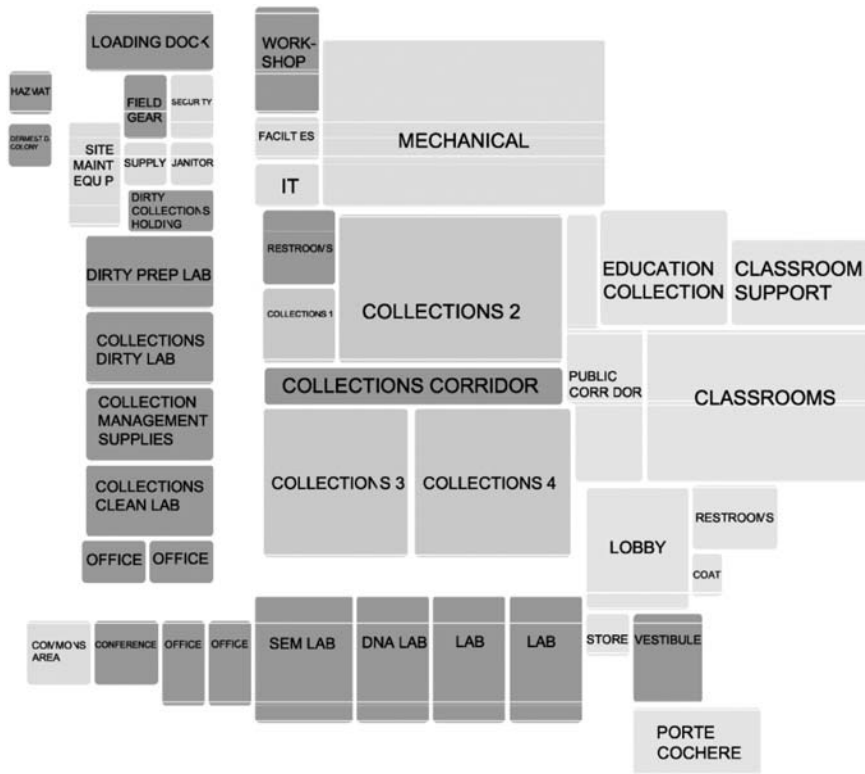 LOADING DOCK
WORK-
SHOP
HAZMAT
FIELD
GEAR
SECURITY
DERMESTID
COLONY
SITE
MAINT
EQUIP
SUPPLY
JANITOR
FACILTIES
MECHANICAL
IT
DIRTY
COLLECTIONS
HOLDING
RESTROOMS
DIRTY PREP LAB
EDUCATION
COLLECTION
CLASSROOM
SUPPORT
COLLECTIONS 1
COLLECTIONS 2
COLLECTIONS
DIRTY LAB
COLLECTIONS CORRIDOR
PUBLIC
CORRIDOR
CLASSROOMS
COLLECTION
MANAGEMENT
SUPPLIES
COLLECTIONS 3
COLLECTIONS 4
COLLECTIONS
CLEAN LAB
RESTROOMS
LOBBY
OFFICE
OFFICE
COAT
COMMONS
AREA
CONFERENCE
OFFICE
OFFICE
SEM LAB
DNA LAB
LAB
LAB
STORE
VESTIBULE
PORTE
COCHERE